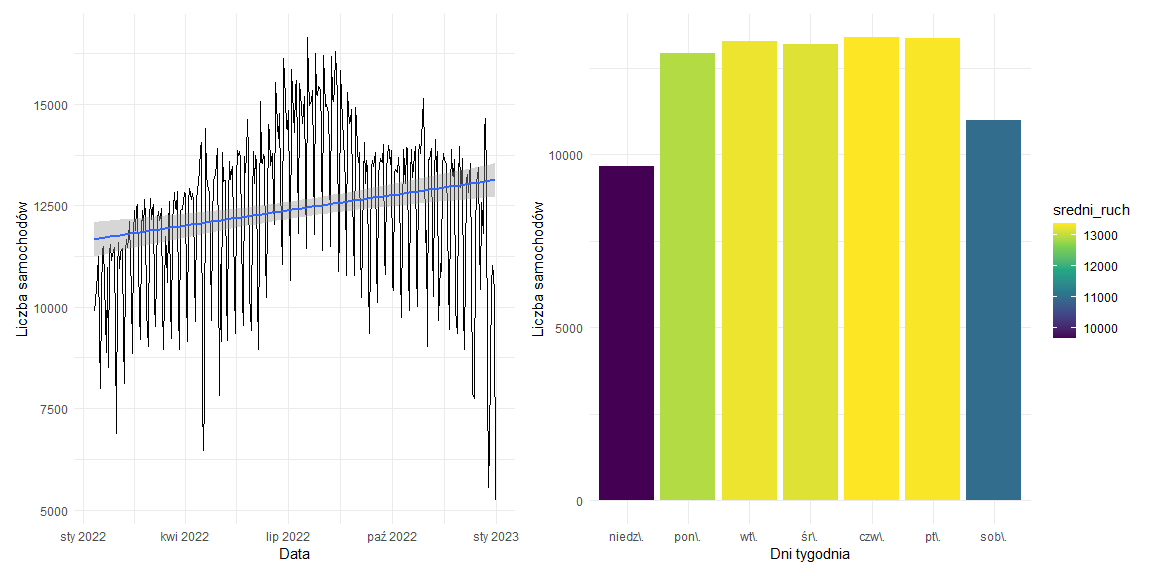 Liczba samochodów
15000
12500
10000
7500
5000
sty 2022
kwi 2022
lip 2022
paź 2022
sty 2023
Data
Liczba samochodów
10000
5000
0
niedz\.
pon\.
wt\.
śr\.
czw\.
pt\.
sob\.
Dni tygodnia
sredni_ruch
13000
12000
11000
10000